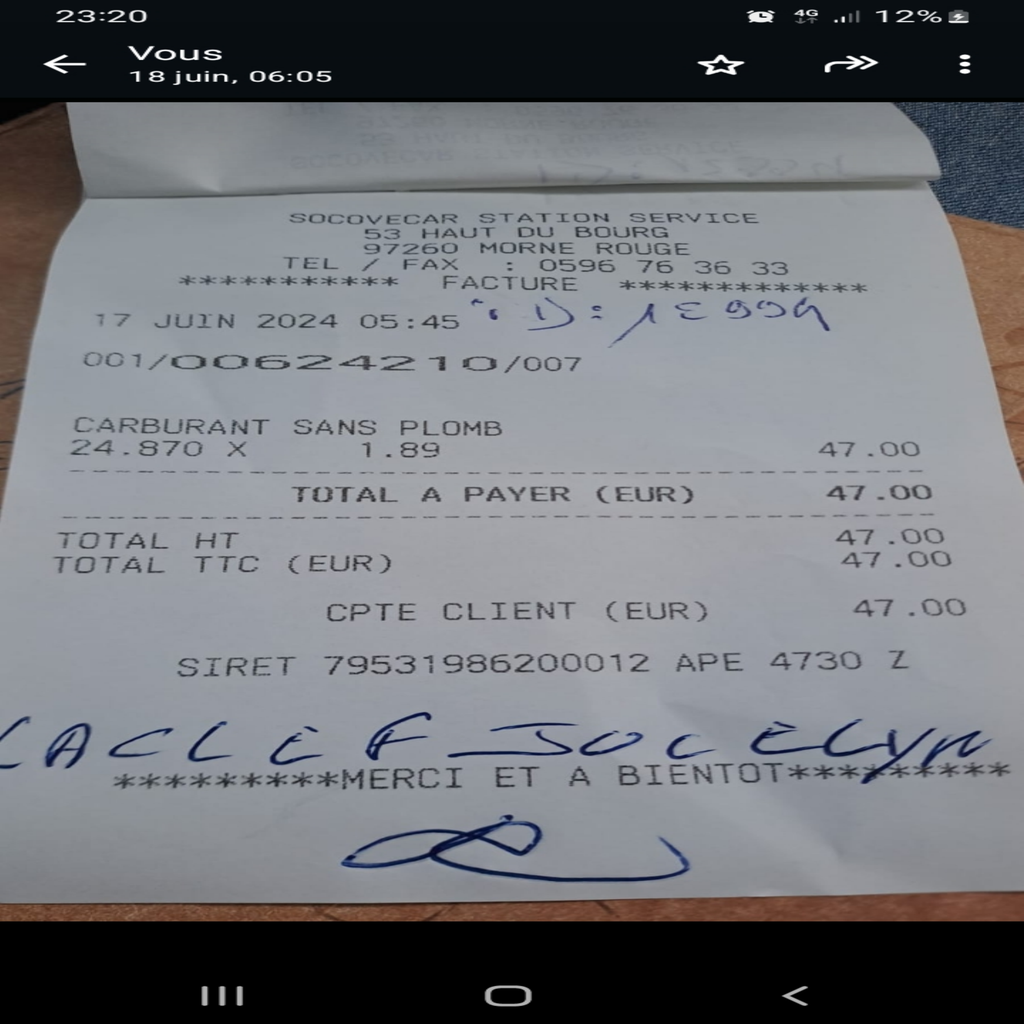 23:20 4G 12%
Vous
18 juin, 06:05
SOCOVECAR STATION SERVICE
53 HAUT DU BOURG
97260 MORNE ROUGE
TEL / FAX : 0596 76 36 33
*********** FACTURE *************
17 JUIN 2024 05:45
001/00624210/007
CARBURANT SANS PLOMB
24.870 X 1.89 47.00
TOTAL A PAYER (EUR) 47.00
TOTAL HT 47.00
TOTAL TTC (EUR) 47.00
CPTE CLIENT (EUR) 47.00
SIRET 79531986200012 APE 4730 Z
LACLEF JOCELYN
*********MERCI ET A BIENTOT*********